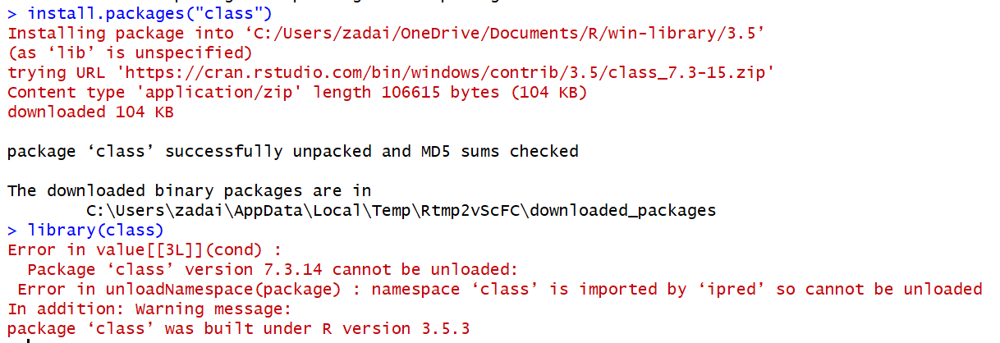 > install.packages("class")
Installing package into ‘C:/Users/zadai/OneDrive/Documents/R/win-library/3.5’
(as ‘lib’ is unspecified)
trying URL 'https://cran.rstudio.com/bin/windows/contrib/3.5/class_7.3-15.zip'
Content type 'application/zip' length 106615 bytes (104 KB)
downloaded 104 KB
package ‘class’ successfully unpacked and MD5 sums checked
The downloaded binary packages are in
C:\Users\zadai\AppData\Local\Temp\Rtmp2vScFC\downloaded_packages
> library(class)
Error in value[[3L]](cond) :
Package ‘class’ version 7.3.14 cannot be unloaded:
Error in unloadNamespace(package) : namespace ‘class’ is imported by ‘ipred’ so cannot be unloaded
In addition: Warning message:
package ‘class’ was built under R version 3.5.3